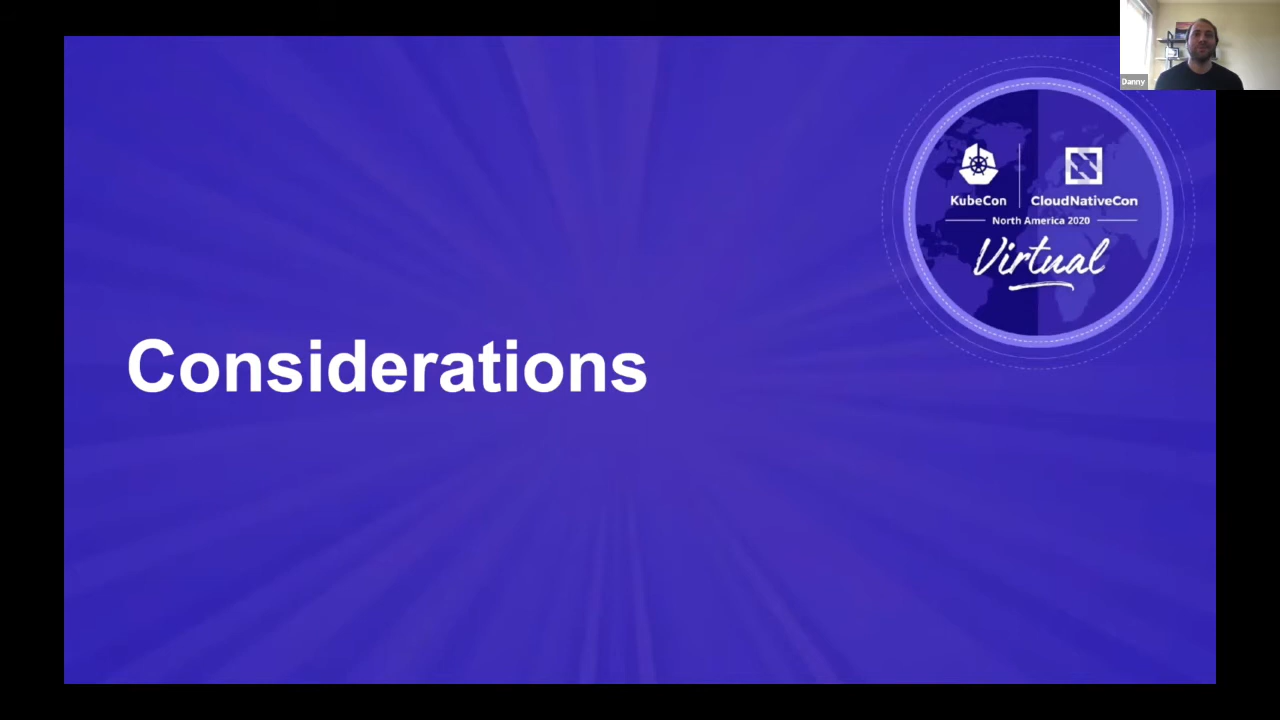 Danny
KubeCon
CloudNativeCon
North America 2020
Virtual
Considerations